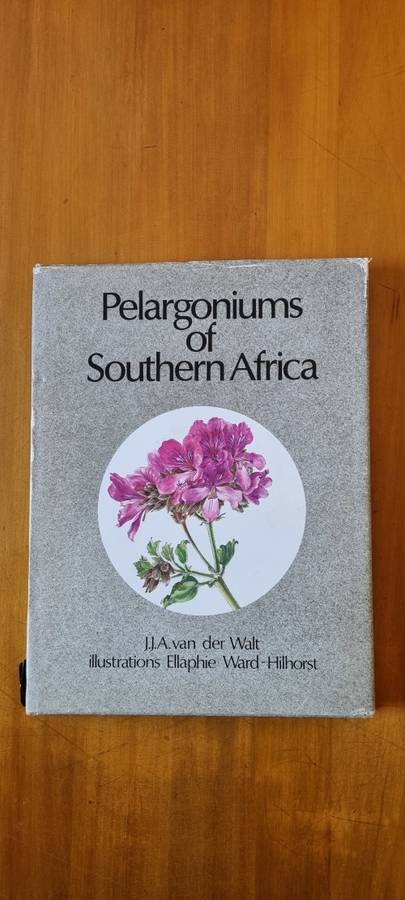 Pelargoniums
of
Southern Africa
J.J.A.van der Walt
illustrations Ellaphie Ward-Hilhorst